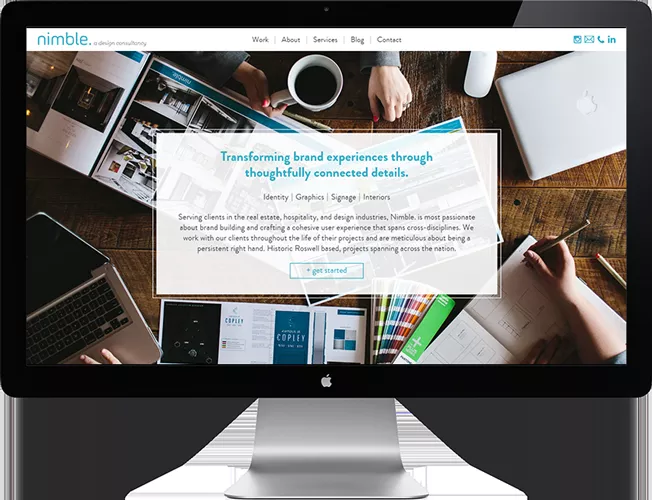 nimble. a design consultancy
Work | About | Services | Blog | Contact
in
Transforming brand experiences through
thoughtfully connected details.
Identity | Graphics | Signage | Interiors
Serving clients in the real estate, hospitality, and design industries, Nimble. is most passionate
about brand building and crafting a cohesive user experience that spans cross-disciplines. We
work with our clients throughout the life of their projects and are meticulous about being a
persistent right hand. Historic Roswell based, projects spanning across the nation.
+ get started
COPLEY
COPLEY